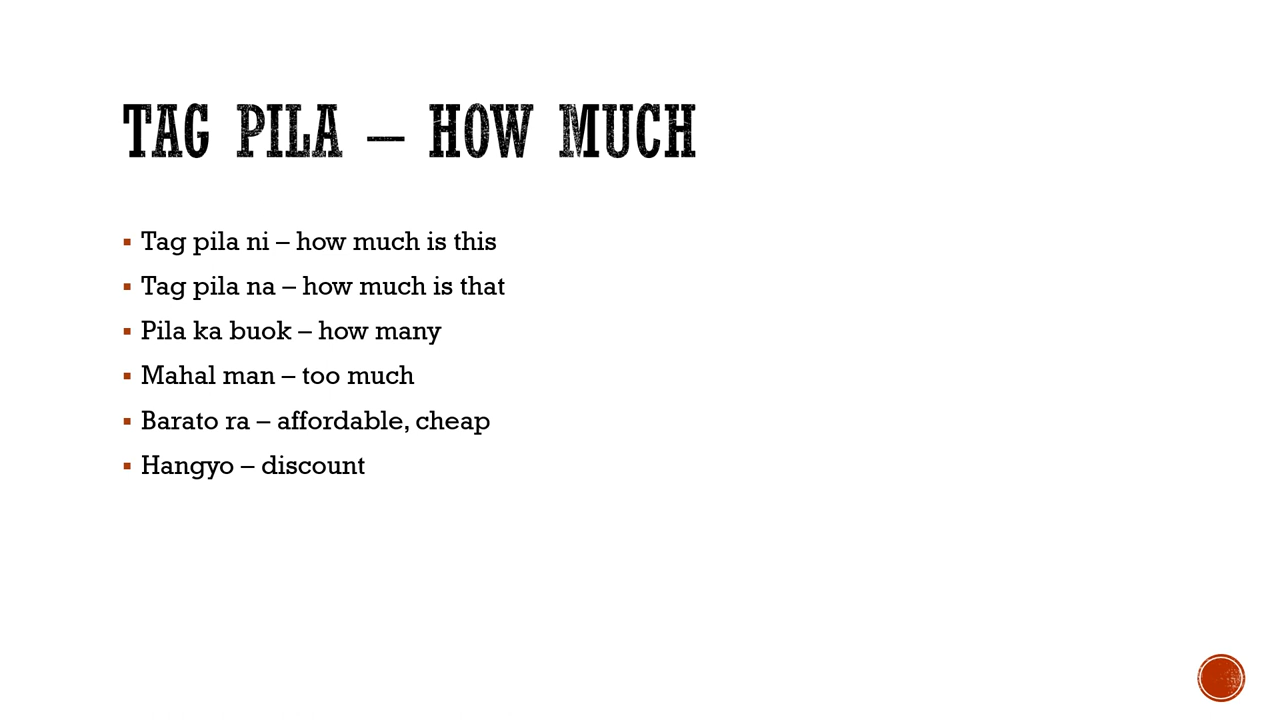 TAG PILA – HOW MUCH
Tag pila ni – how much is this
Tag pila na – how much is that
Pila ka buok – how many
Mahal man – too much
Barato ra – affordable, cheap
Hangyo – discount